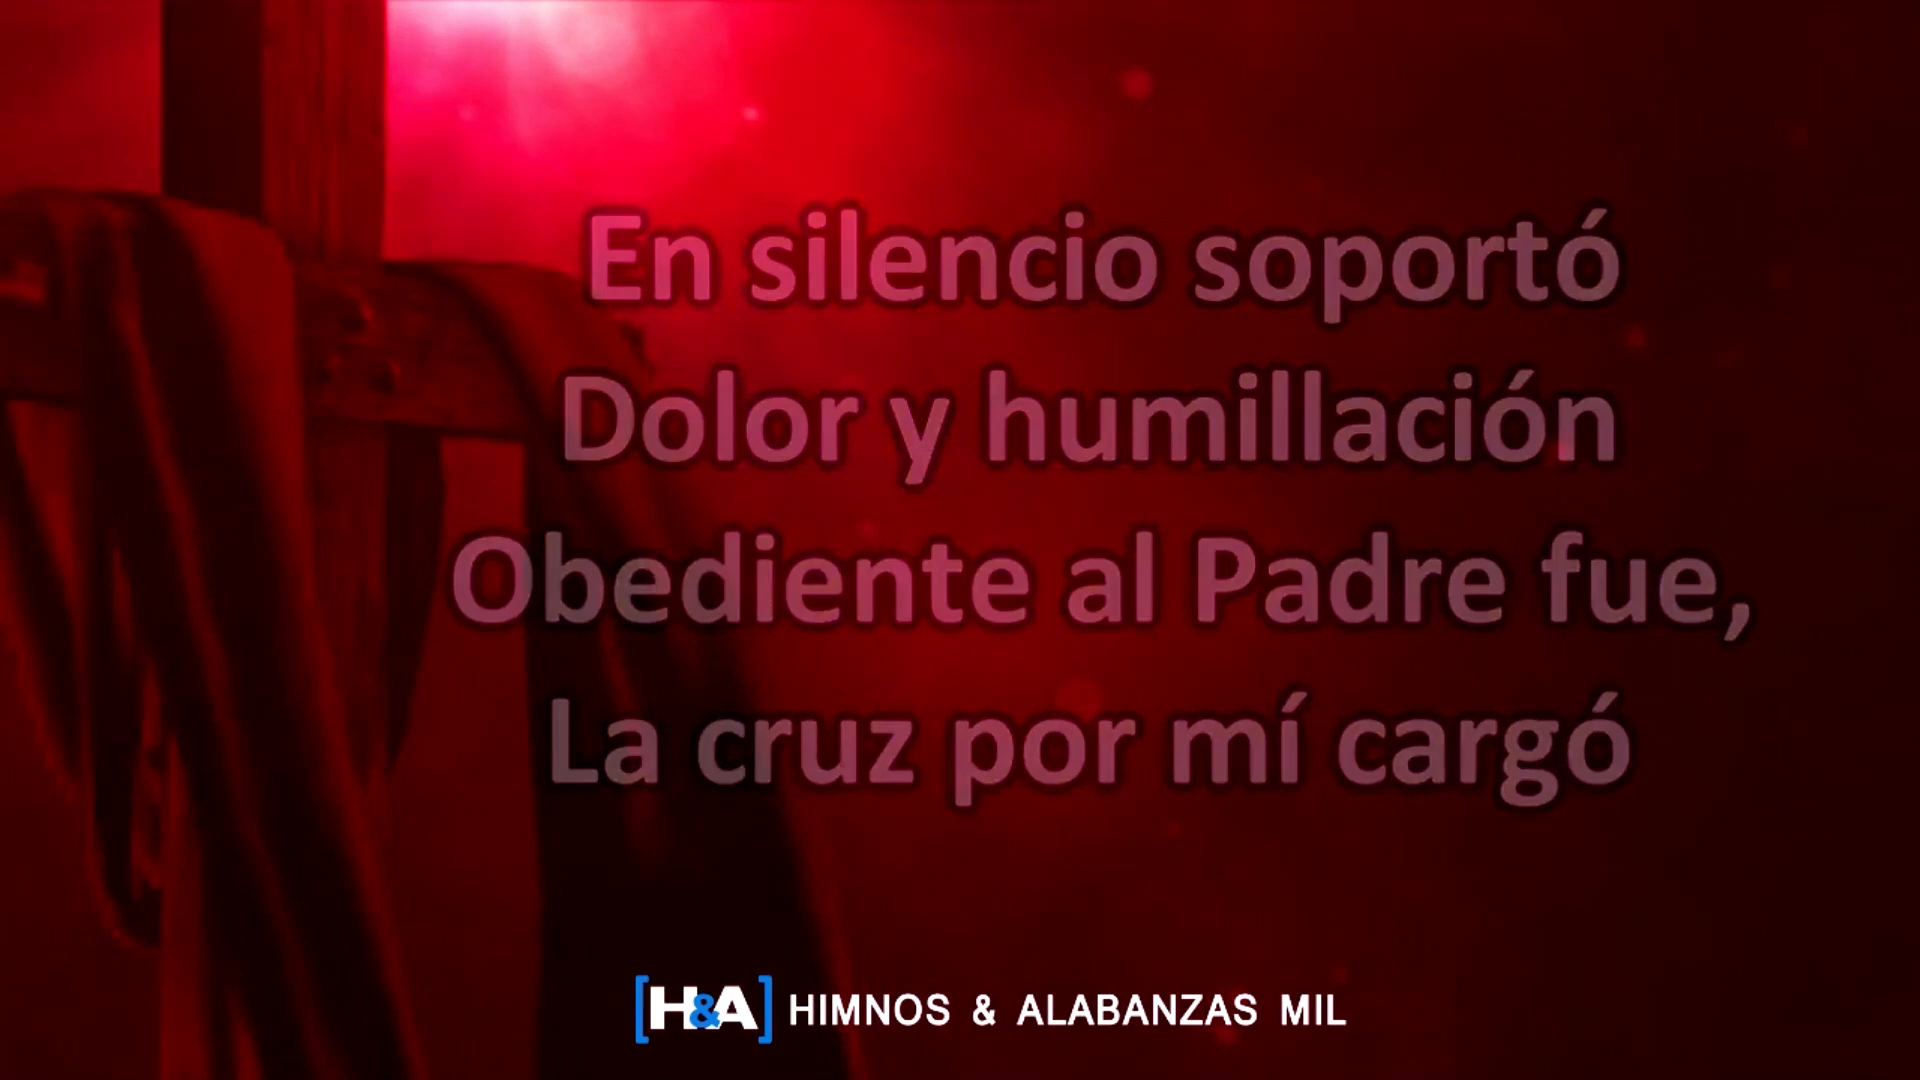 En silencio soportó
Dolor y humillación
Obediente al Padre fue,
La cruz por mí cargó
[H&A] HIMNOS & ALABANZAS MIL